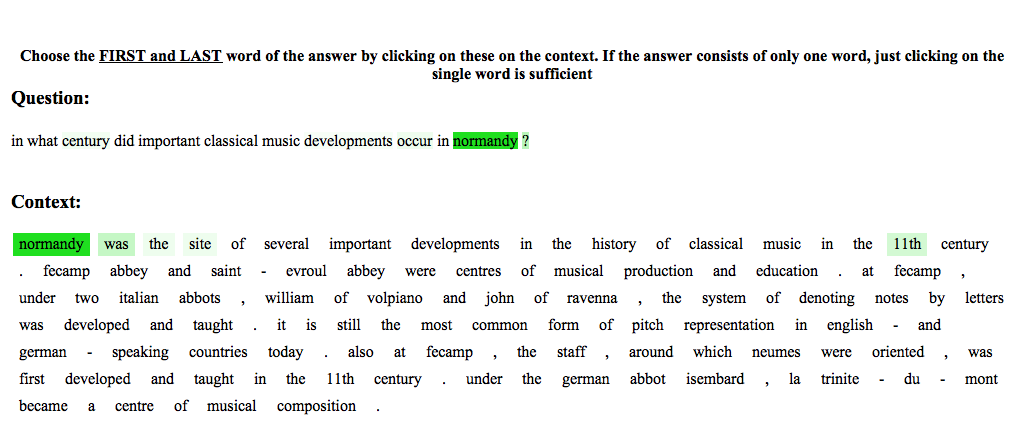 Choose the FIRST and LAST word of the answer by clicking on these on the context. If the answer consists of only one word, just clicking on the
single word is sufficient
Question:
in what century did important classical music developments occur in normandy ?
Context:
normandy was the site of several important developments in the history of classical music in the 11th century
. fecamp abbey and saint - evroul abbey were centres of musical production and education . at fecamp ,
under two italian abbots , william of volpiano and john of ravenna , the system of denoting notes by letters
was developed and taught . it is still the most common form of pitch representation in english - and
german - speaking countries today . also at fecamp , the staff , around which neumes were oriented , was
first developed and taught in the 11th century . under the german abbot isembard , la trinite - du - mont
became a centre of musical composition .